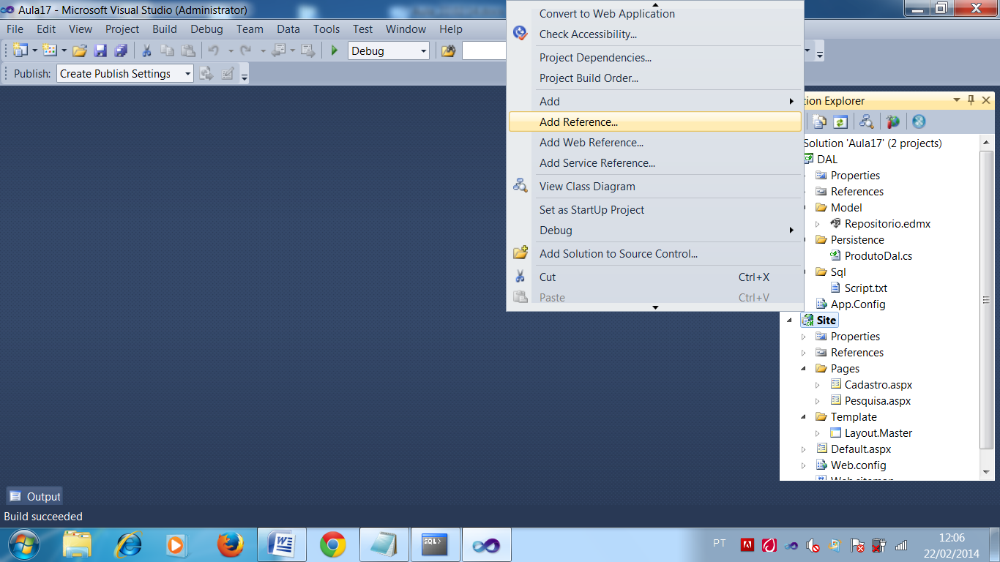 Aula17 - Microsoft Visual Studio (Administrator)
File Edit View Project Build Debug Team Data Tools Test Window Help
Debug
Publish: Create Publish Settings
Convert to Web Application
Check Accessibility...
Project Dependencies...
Project Build Order...
Add
Add Reference...
Add Web Reference...
Add Service Reference...
View Class Diagram
Set as StartUp Project
Debug
Add Solution to Source Control...
Cut Ctrl+X
Paste Ctrl+V
tion Explorer
Solution 'Aula17' (2 projects)
DAL
Properties
References
Model
Repositorio.edmx
Persistence
ProdutoDal.cs
Sql
Script.txt
App.Config
Site
Properties
References
Pages
Cadastro.aspx
Pesquisa.aspx
Template
Layout.Master
Default.aspx
Web.config
Web.sitemap
Output
Build succeeded
SQL>
PT
12:06
22/02/2014